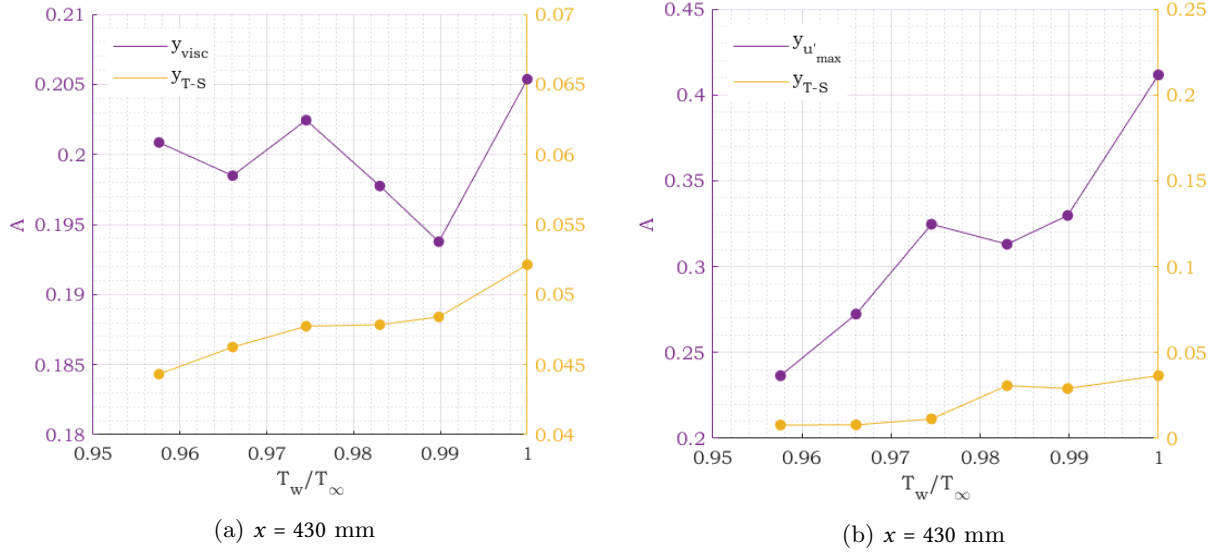 0.21
0.205
0.2
0.195
0.19
0.185
0.18
A
0.07
0.065
0.06
0.055
0.05
0.045
0.04
y_visc
y_T-S
0.95 0.96 0.97 0.98 0.99 1
T_w/T_∞
(a) x = 430 mm
0.45
0.4
0.35
0.3
0.25
0.2
A
0.25
0.2
0.15
0.1
0.05
0
y_u'_max
y_T-S
0.95 0.96 0.97 0.98 0.99 1
T_w/T_∞
(b) x = 430 mm